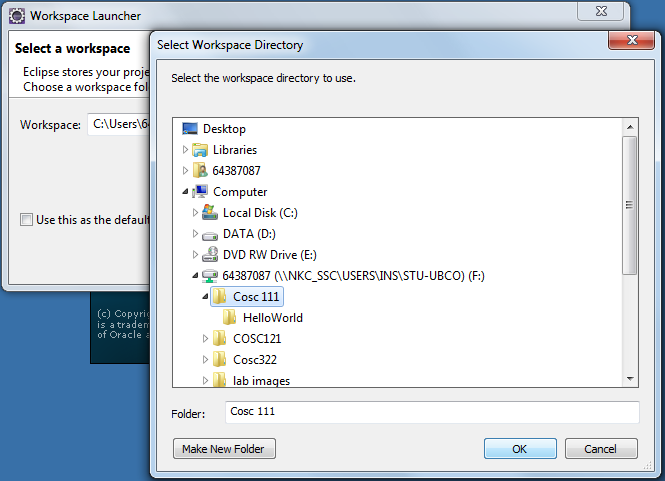 Workspace Launcher
Select a workspace
Eclipse stores your proje
Choose a workspace fol
Workspace:
C:\Users\6
Use this as the default
(c) Copyrig
is a tradem
of Oracle a
Select Workspace Directory
Select the workspace directory to use.
Desktop
Libraries
64387087
Computer
Local Disk (C:)
DATA (D:)
DVD RW Drive (E:)
64387087 (\\NKC_SSC\USERS\INS\STU-UBCO) (F:)
Cosc 111
HelloWorld
COSC121
Cosc322
lab images
Folder:
Cosc 111
Make New Folder
OK
Cancel